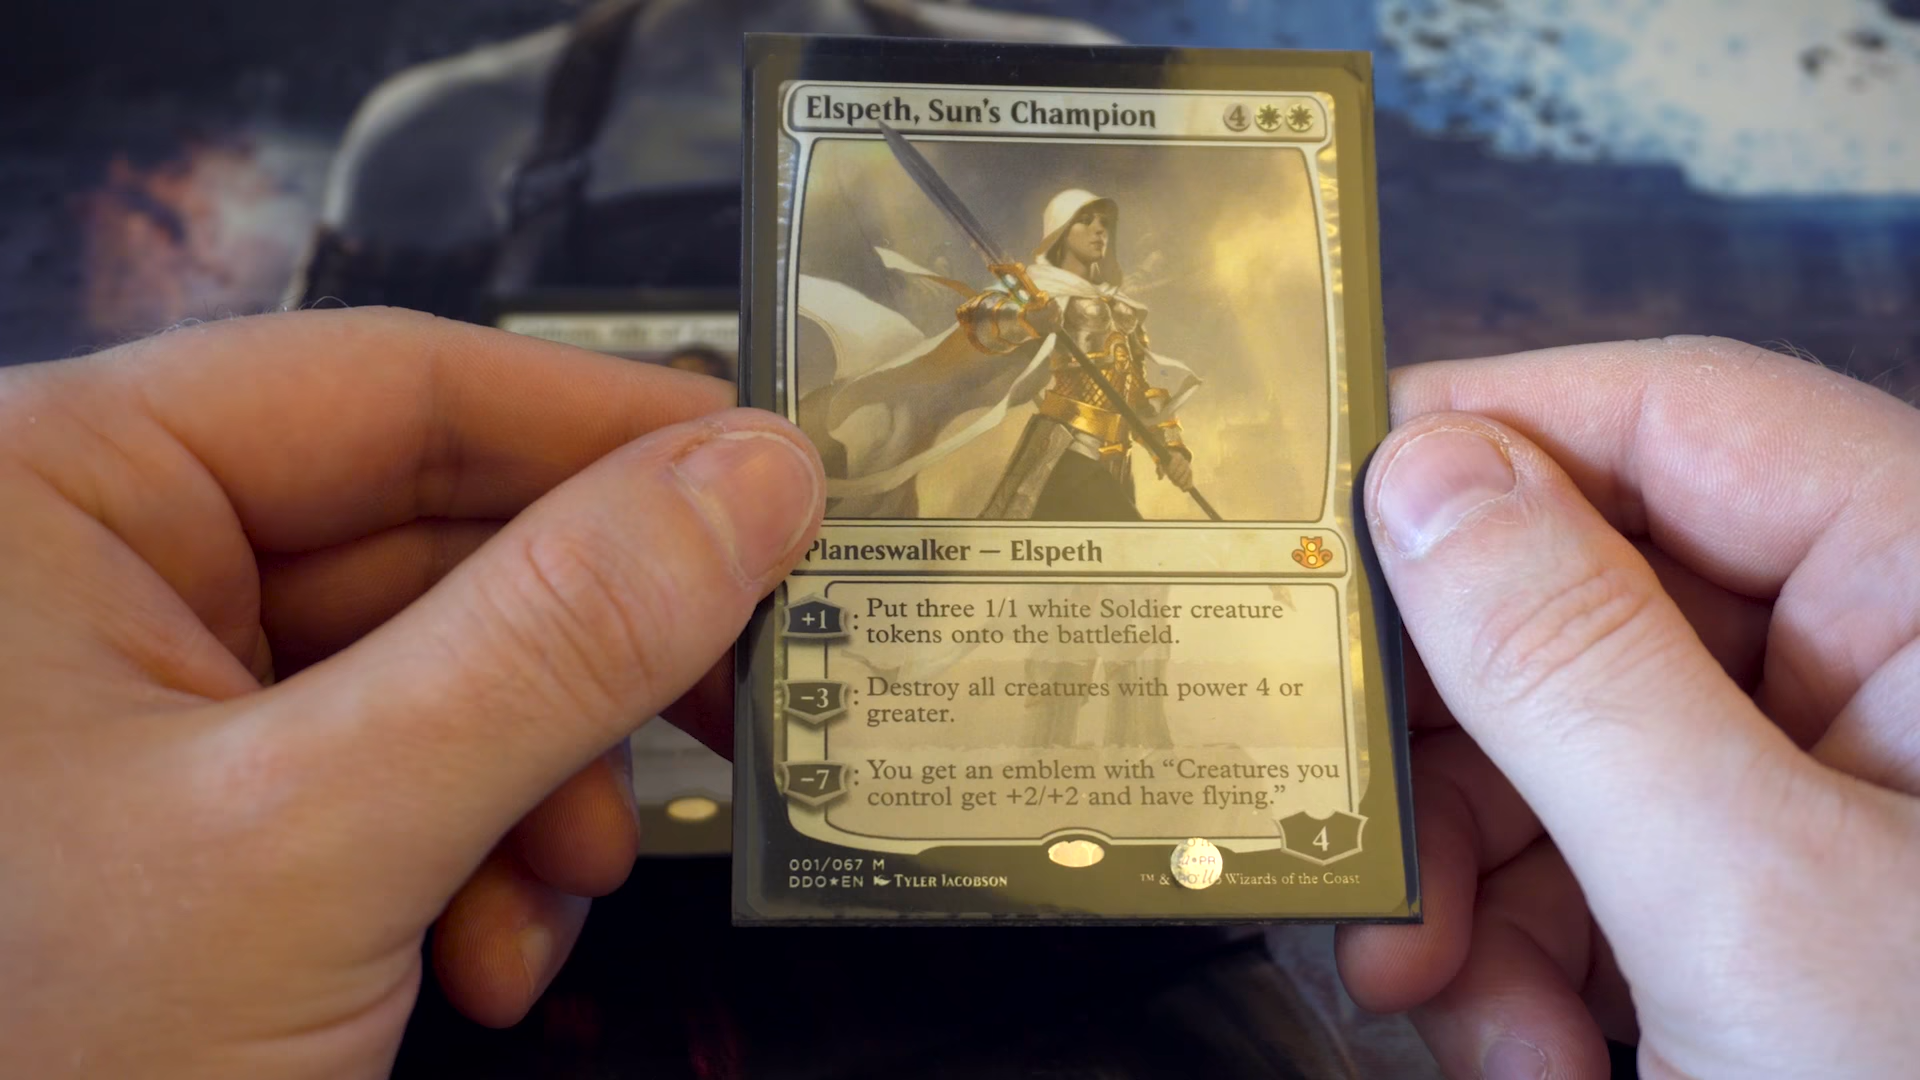 Elspeth, Sun's Champion 4
Planeswalker — Elspeth
+1: Put three 1/1 white Soldier creature
tokens onto the battlefield.
−3: Destroy all creatures with power 4 or
greater.
−7: You get an emblem with “Creatures you
control get +2/+2 and have flying.”
4
001/067 M
DDO★EN TYLER JACOBSON
™ & Wizards of the Coast